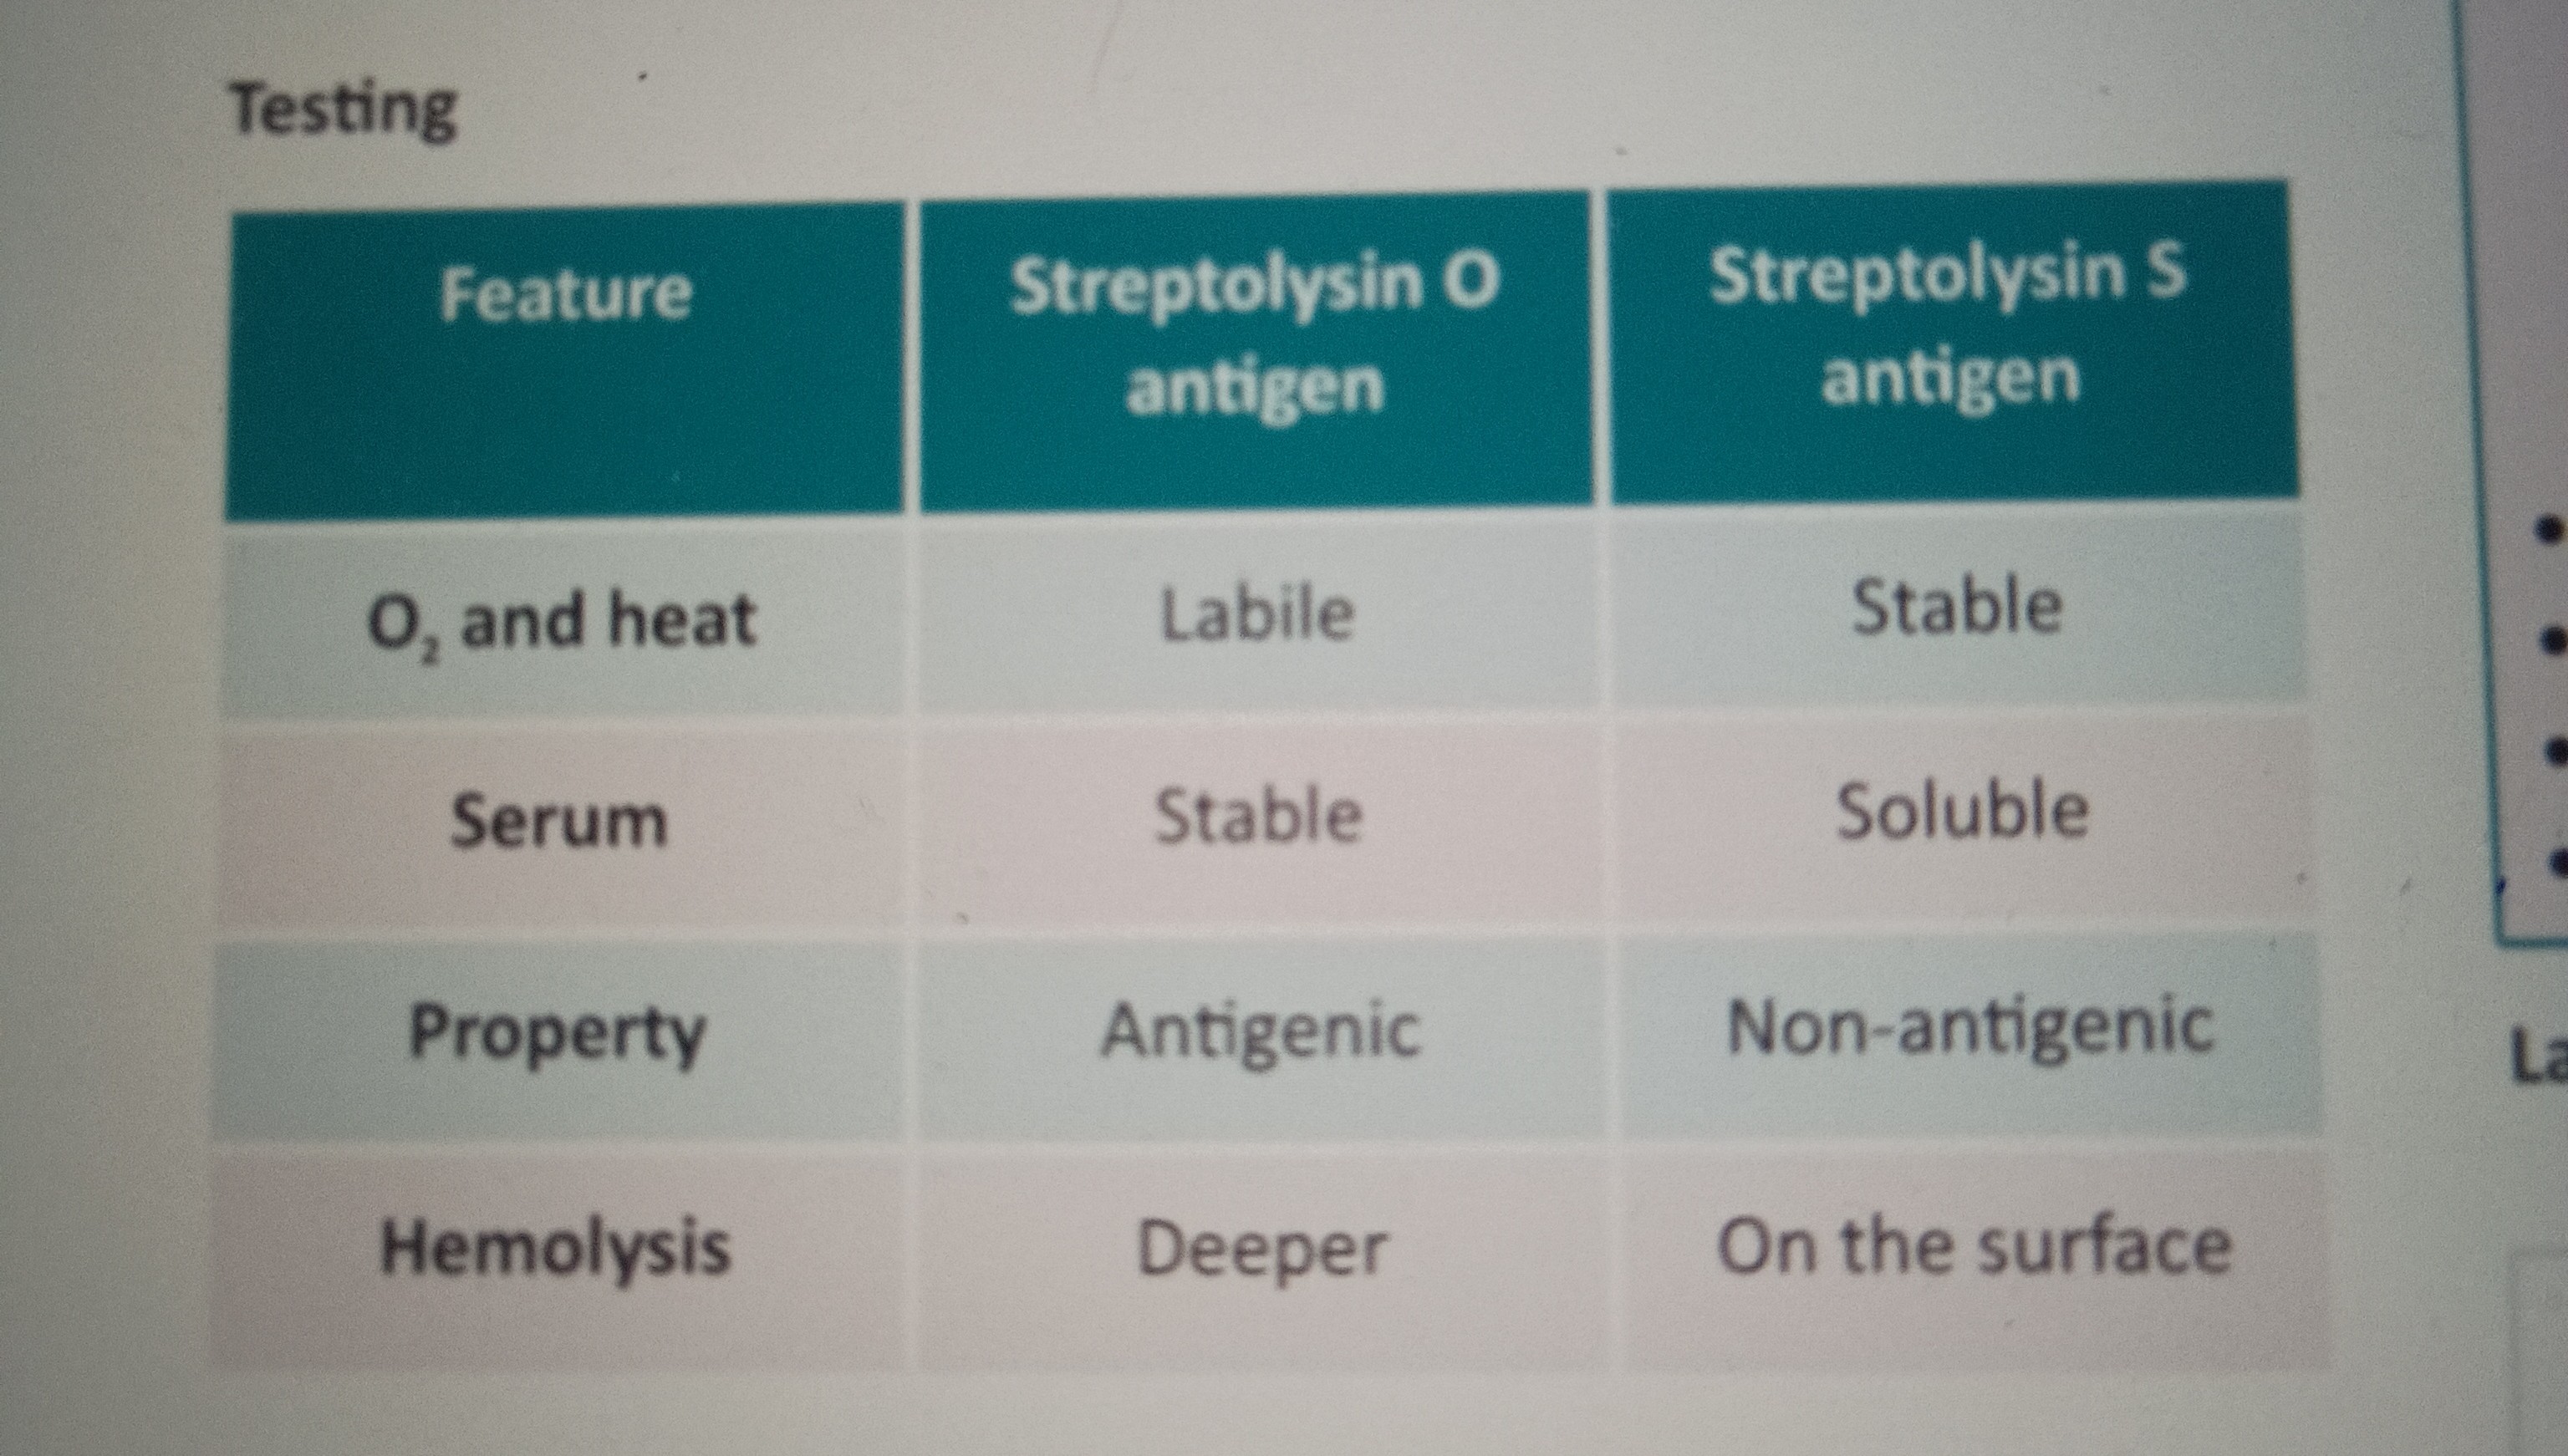 Testing
Feature
Streptolysin O
antigen
Streptolysin S
antigen
O₂ and heat
Labile
Stable
Serum
Stable
Soluble
Property
Antigenic
Non-antigenic
Hemolysis
Deeper
On the surface